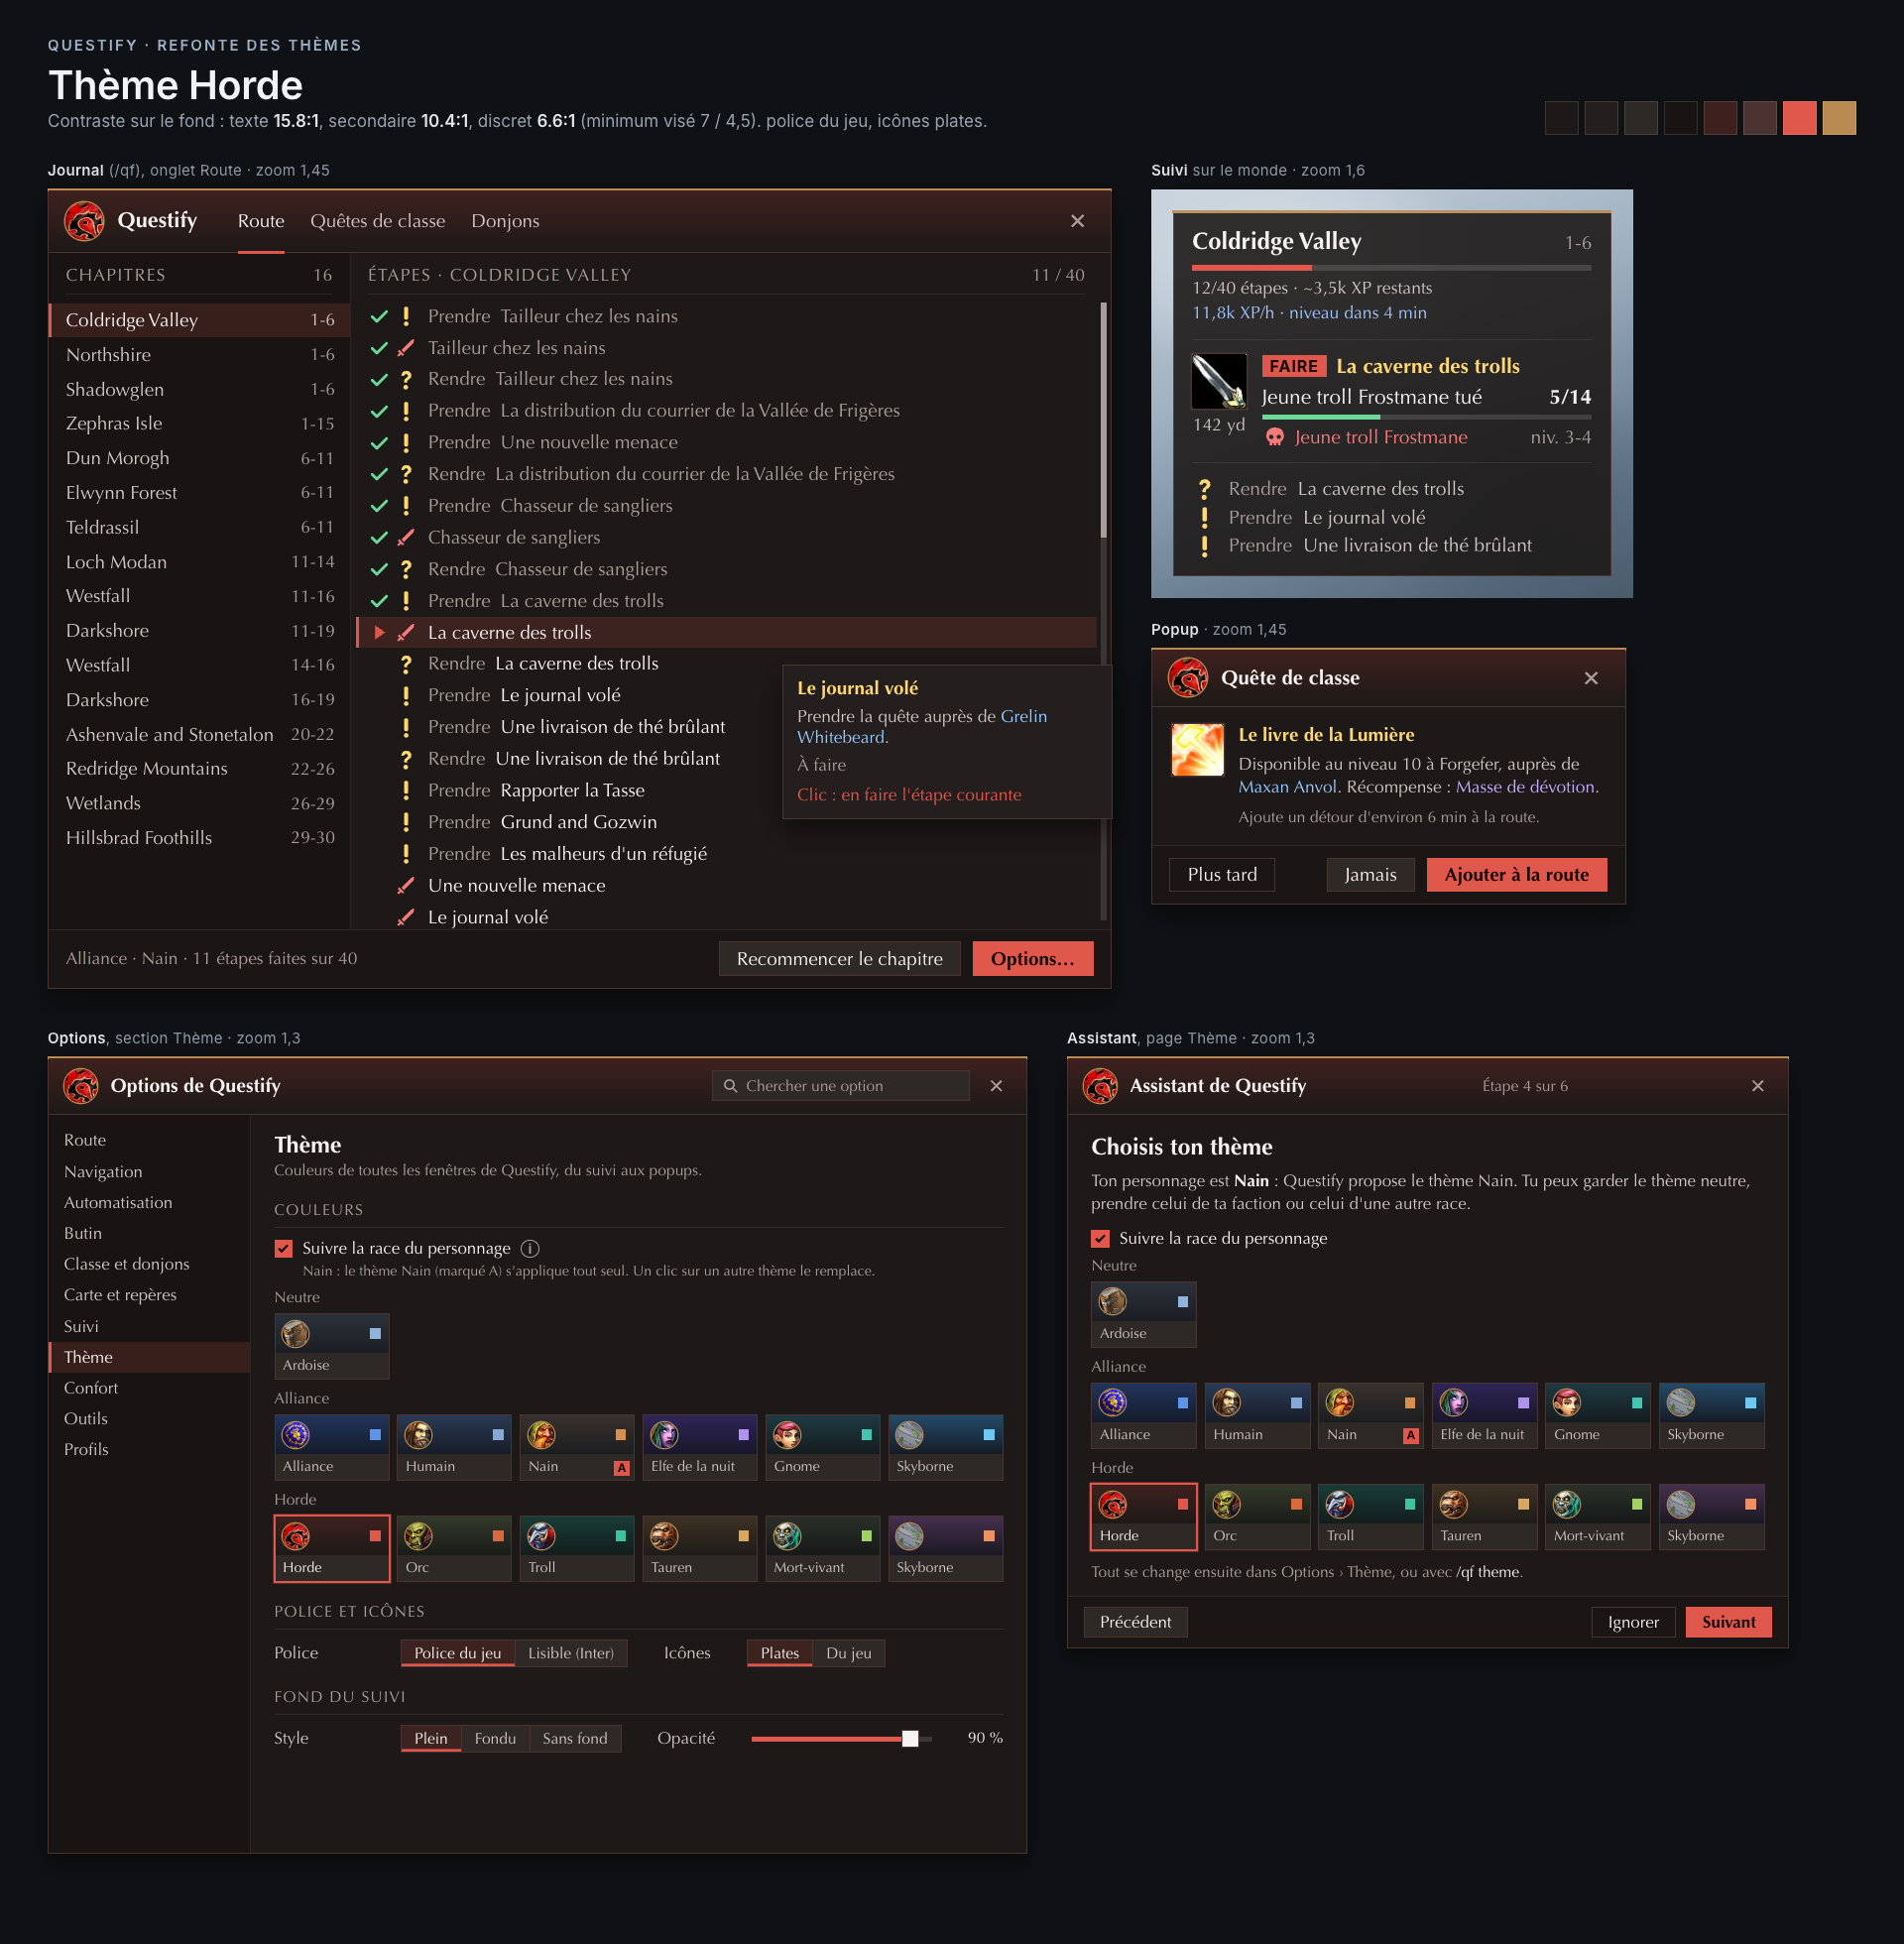 QUESTIFY · REFONTE DES THÈMES
Thème Horde
Contraste sur le fond : texte 15.8:1, secondaire 10.4:1, discret 6.6:1 (minimum visé 7 / 4,5). police du jeu, icônes plates.
Journal (/qf), onglet Route · zoom 1,45
Questify
Route
Quêtes de classe
Donjons
CHAPITRES 16
Coldridge Valley 1-6
Northshire 1-6
Shadowglen 1-6
Zephras Isle 1-15
Dun Morogh 6-11
Elwynn Forest 6-11
Teldrassil 6-11
Loch Modan 11-14
Westfall 11-16
Darkshore 11-19
Westfall 14-16
Darkshore 16-19
Ashenvale and Stonetalon 20-22
Redridge Mountains 22-26
Wetlands 26-29
Hillsbrad Foothills 29-30
ÉTAPES · COLDRIDGE VALLEY 11 / 40
Prendre Tailleur chez les nains
Tailleur chez les nains
Rendre Tailleur chez les nains
Prendre La distribution du courrier de la Vallée de Frigères
Prendre Une nouvelle menace
Rendre La distribution du courrier de la Vallée de Frigères
Prendre Chasseur de sangliers
Chasseur de sangliers
Rendre Chasseur de sangliers
Prendre La caverne des trolls
La caverne des trolls
Rendre La caverne des trolls
Prendre Le journal volé
Prendre Une livraison de thé brûlant
Rendre Une livraison de thé brûlant
Prendre Rapporter la Tasse
Prendre Grund and Gozwin
Prendre Les malheurs d'un réfugié
Une nouvelle menace
Le journal volé
Le journal volé
Prendre la quête auprès de Grelin
Whitebeard.
À faire
Clic : en faire l'étape courante
Alliance · Nain · 11 étapes faites sur 40
Recommencer le chapitre
Options...
Suivi sur le monde · zoom 1,6
Coldridge Valley 1-6
12/40 étapes · ~3,5k XP restants
11,8k XP/h · niveau dans 4 min
142 yd
FAIRE La caverne des trolls
Jeune troll Frostmane tué 5/14
Jeune troll Frostmane niv. 3-4
Rendre La caverne des trolls
Prendre Le journal volé
Prendre Une livraison de thé brûlant
Popup · zoom 1,45
Quête de classe
Le livre de la Lumière
Disponible au niveau 10 à Forgefer, auprès de
Maxan Anvol. Récompense : Masse de dévotion.
Ajoute un détour d'environ 6 min à la route.
Plus tard
Jamais
Ajouter à la route
Options, section Thème · zoom 1,3
Options de Questify
Chercher une option
Route
Navigation
Automatisation
Butin
Classe et donjons
Carte et repères
Suivi
Thème
Confort
Outils
Profils
Thème
Couleurs de toutes les fenêtres de Questify, du suivi aux popups.
COULEURS
Suivre la race du personnage
Nain : le thème Nain (marqué A) s'applique tout seul. Un clic sur un autre thème le remplace.
Neutre
Ardoise
Alliance
Alliance
Humain
Nain A
Elfe de la nuit
Gnome
Skyborne
Horde
Horde
Orc
Troll
Tauren
Mort-vivant
Skyborne
POLICE ET ICÔNES
Police
Police du jeu
Lisible (Inter)
Icônes
Plates
Du jeu
FOND DU SUIVI
Style
Plein
Fondu
Sans fond
Opacité
90 %
Assistant, page Thème · zoom 1,3
Assistant de Questify
Étape 4 sur 6
Choisis ton thème
Ton personnage est Nain : Questify propose le thème Nain. Tu peux garder le thème neutre,
prendre celui de ta faction ou celui d'une autre race.
Suivre la race du personnage
Neutre
Ardoise
Alliance
Alliance
Humain
Nain A
Elfe de la nuit
Gnome
Skyborne
Horde
Horde
Orc
Troll
Tauren
Mort-vivant
Skyborne
Tout se change ensuite dans Options › Thème, ou avec /qf theme.
Précédent
Ignorer
Suivant